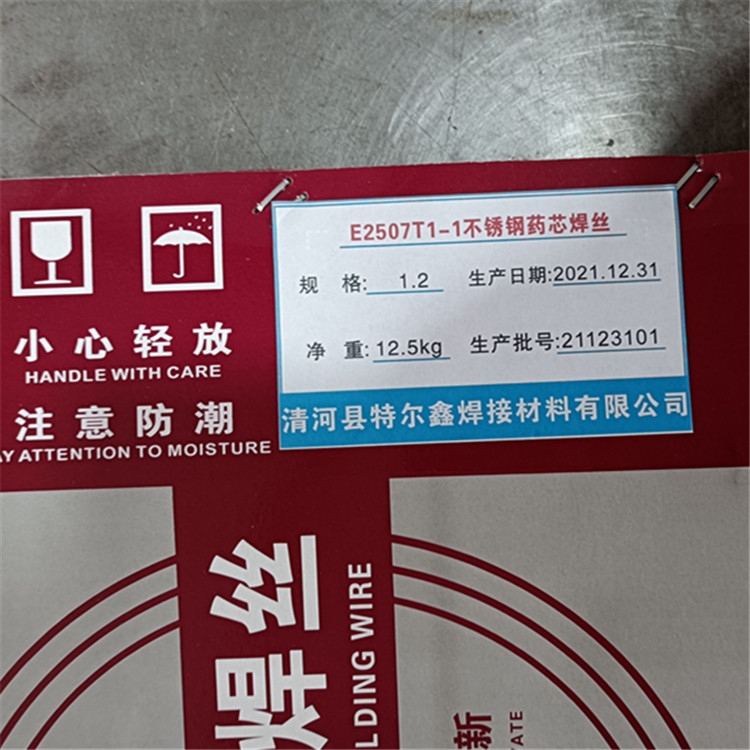 E2507T1-1不锈钢药芯焊丝
规 格: 1.2 生产日期:2021.12.31
净 重: 12.5kg 生产批号:21123101
清河县特尔鑫焊接材料有限公司
小心轻放
HANDLE WITH CARE
注意防潮
AY ATTENTION TO MOISTURE
焊丝
LDING WIRE
新
ATE